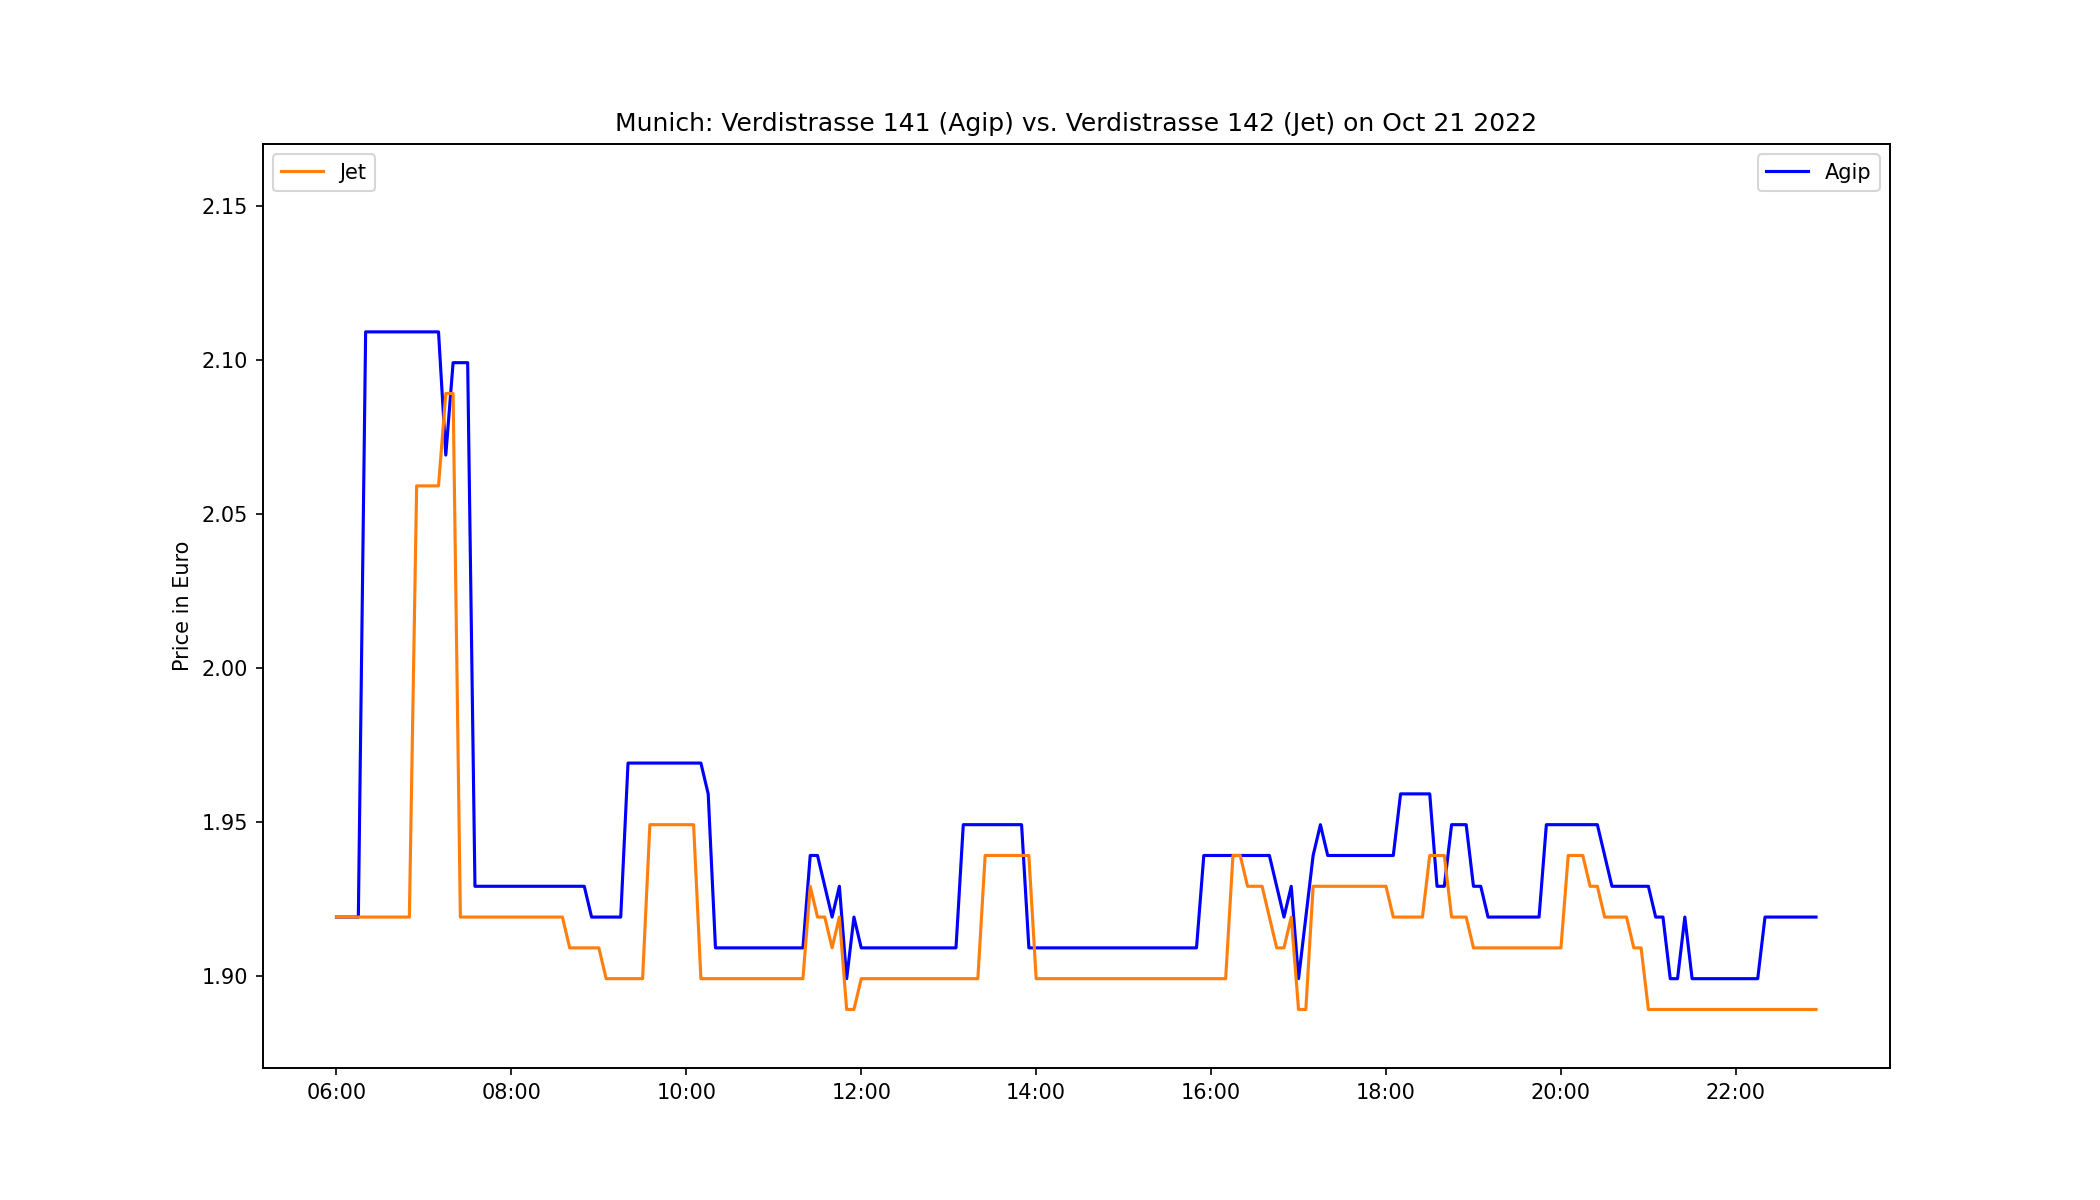 Munich: Verdistrasse 141 (Agip) vs. Verdistrasse 142 (Jet) on Oct 21 2022
Jet
Agip
Price in Euro
2.15
2.10
2.05
2.00
1.95
1.90
06:00 08:00 10:00 12:00 14:00 16:00 18:00 20:00 22:00